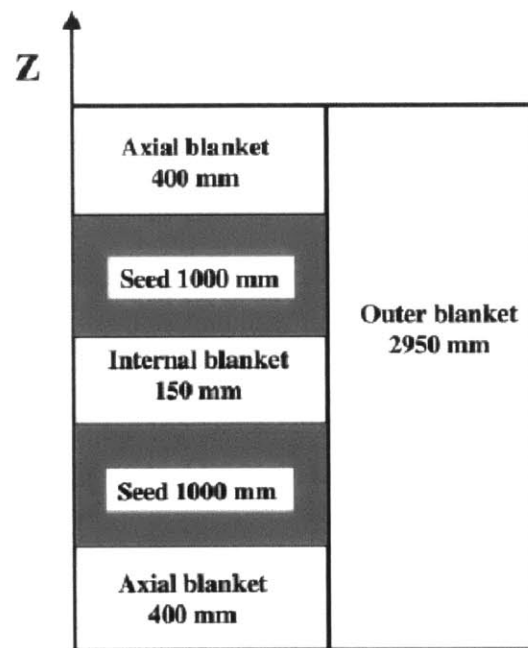 Z
Axial blanket
400 mm
Seed 1000 mm
Internal blanket
150 mm
Seed 1000 mm
Axial blanket
400 mm
Outer blanket
2950 mm